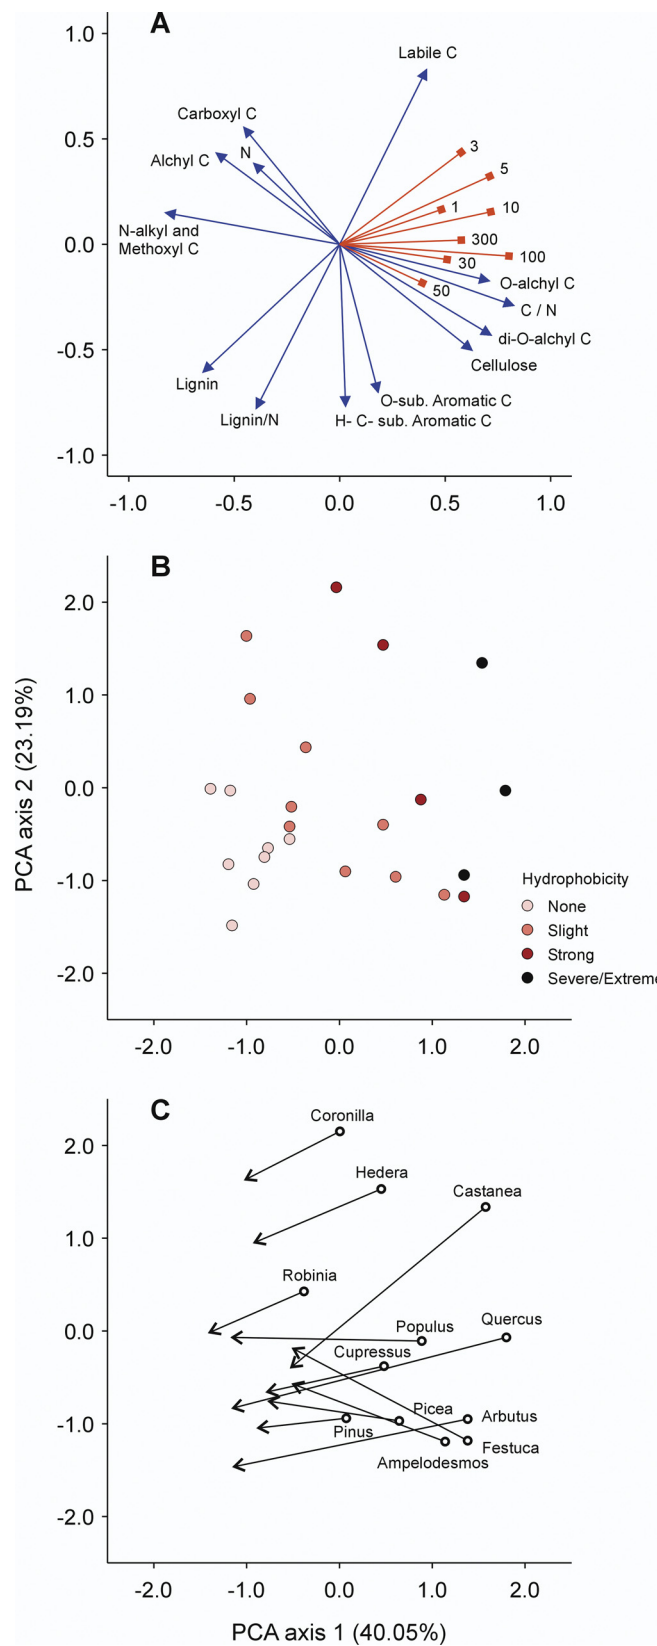 A
1.0
Labile C
Carboxyl C
0.5
N
3
Alchyl C
5
1
10
N-alkyl and
Methoxyl C
0.0
300
100
30
O-alchyl C
50
C / N
di-O-alchyl C
-0.5
Cellulose
Lignin
O-sub. Aromatic C
Lignin/N
H- C- sub. Aromatic C
-1.0
-1.0 -0.5 0.0 0.5 1.0
B
2.0
1.0
0.0
-1.0
-2.0
PCA axis 2 (23.19%)
Hydrophobicity
None
Slight
Strong
Severe/Extreme
-2.0 -1.0 0.0 1.0 2.0
C
Coronilla
2.0
Hedera
Castanea
1.0
Robinia
Quercus
Populus
0.0
Cupressus
Picea
Arbutus
-1.0
Pinus
Festuca
Ampelodesmos
-2.0
-2.0 -1.0 0.0 1.0 2.0
PCA axis 1 (40.05%)